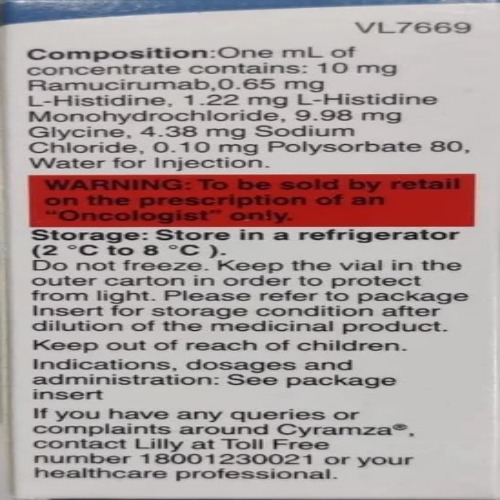 VL7669
Composition:One mL of
concentrate contains: 10 mg
Ramucirumab,0.65 mg
L-Histidine, 1.22 mg L-Histidine
Monohydrochloride, 9.98 mg
Glycine, 4.38 mg Sodium
Chloride, 0.10 mg Polysorbate 80,
Water for Injection.
WARNING: To be sold by retail
on the prescription of an
"Oncologist" only.
Storage: Store in a refrigerator
(2 °C to 8 °C ).
Do not freeze. Keep the vial in the
outer carton in order to protect
from light. Please refer to package
Insert for storage condition after
dilution of the medicinal product.
Keep out of reach of children.
Indications, dosages and
administration: See package
insert
If you have any queries or
complaints around Cyramza®,
contact Lilly at Toll Free
number 18001230021 or your
healthcare professional.